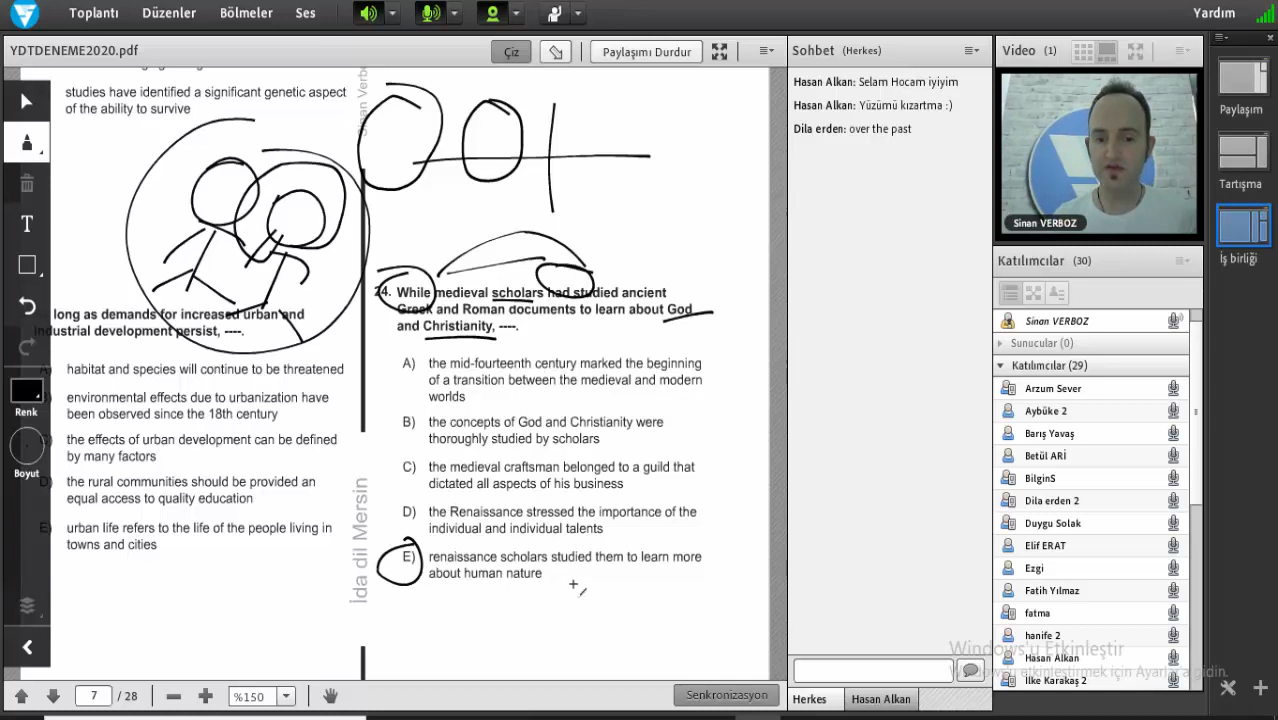 Toplantı Düzenler Bölmeler Ses Yardım
YDTDENEME2020.pdf
Çiz
Paylaşımı Durdur
studies have identified a significant genetic aspect
of the ability to survive
long as demands for increased urban and
industrial development persist, ----.
A) habitat and species will continue to be threatened
environmental effects due to urbanization have
been observed since the 18th century
the effects of urban development can be defined
by many factors
D) the rural communities should be provided an
equal access to quality education
E) urban life refers to the life of the people living in
towns and cities
Sinan Verboz
İda dil Mersin
24. While medieval scholars had studied ancient
Greek and Roman documents to learn about God
and Christianity, ----.
A) the mid-fourteenth century marked the beginning
of a transition between the medieval and modern
worlds
B) the concepts of God and Christianity were
thoroughly studied by scholars
C) the medieval craftsman belonged to a guild that
dictated all aspects of his business
D) the Renaissance stressed the importance of the
individual and individual talents
E) renaissance scholars studied them to learn more
about human nature
T
Renk
Boyut
7 / 28
%150
Senkronizasyon
Sohbet (Herkes)
Hasan Alkan: Selam Hocam iyiyim
Hasan Alkan: Yüzümü kızartma :)
Dila erden: over the past
Herkes
Hasan Alkan
Video (1)
Sinan VERBOZ
Katılımcılar (30)
Sinan VERBOZ
Sunucular (0)
Katılımcılar (29)
Arzum Sever
Aybüke 2
Barış Yavaş
Betül ARİ
BilginS
Dila erden 2
Duygu Solak
Elif ERAT
Ezgi
Fatih Yılmaz
fatma
hanife 2
Hasan Alkan
İlke Karakaş 2
Windows'u Etkinleştir
Windows'u etkinleştirmek için Ayarlar'a gidin.
Paylaşım
Tartışma
İş birliği